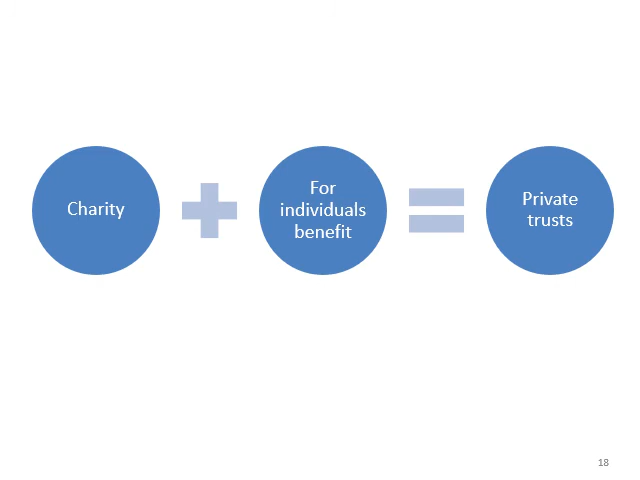 Charity
For
individuals
benefit
Private
trusts
18